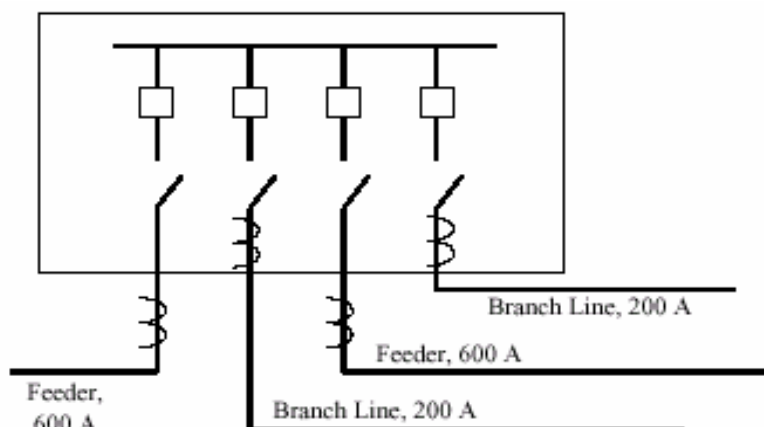 Branch Line, 200 A
Feeder, 600 A
Feeder,
600 A
Branch Line, 200 A